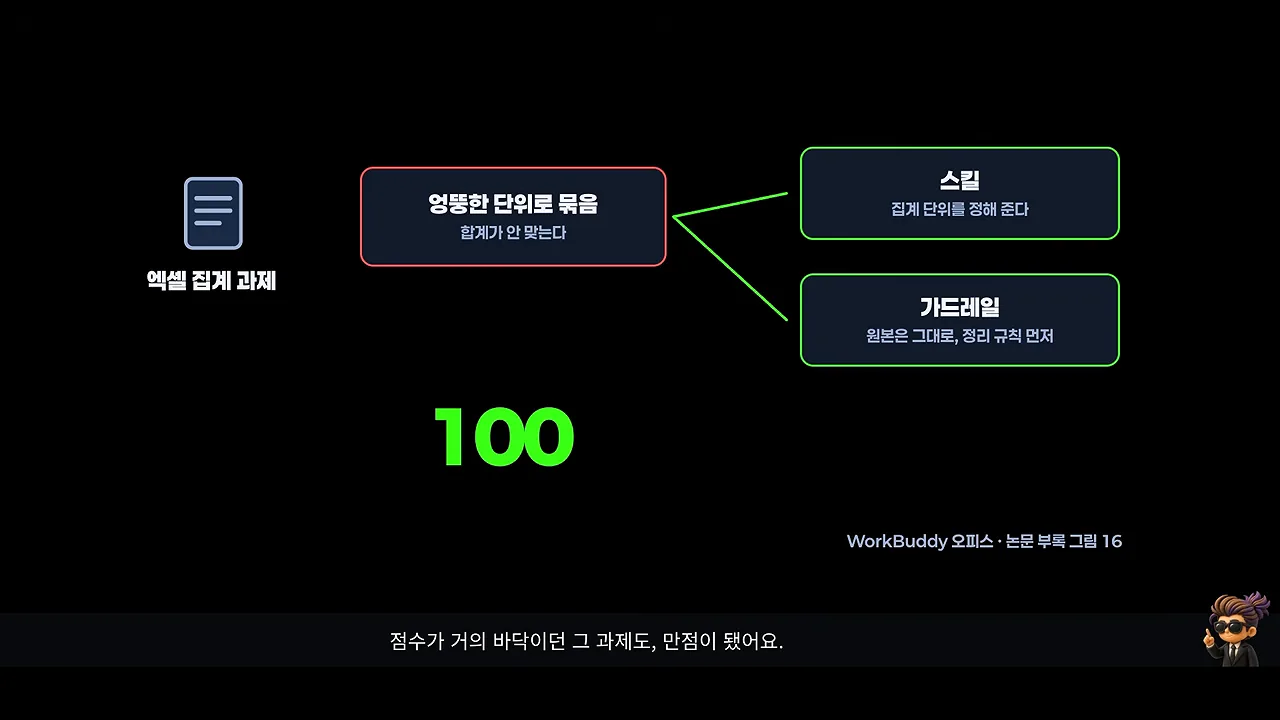 엑셀 집계 과제
엉뚱한 단위로 묶음
합계가 안 맞는다
스킬
집계 단위를 정해 준다
가드레일
원본은 그대로, 정리 규칙 먼저
100
WorkBuddy 오피스 · 논문 부록 그림 16
점수가 거의 바닥이던 그 과제도, 만점이 됐어요.